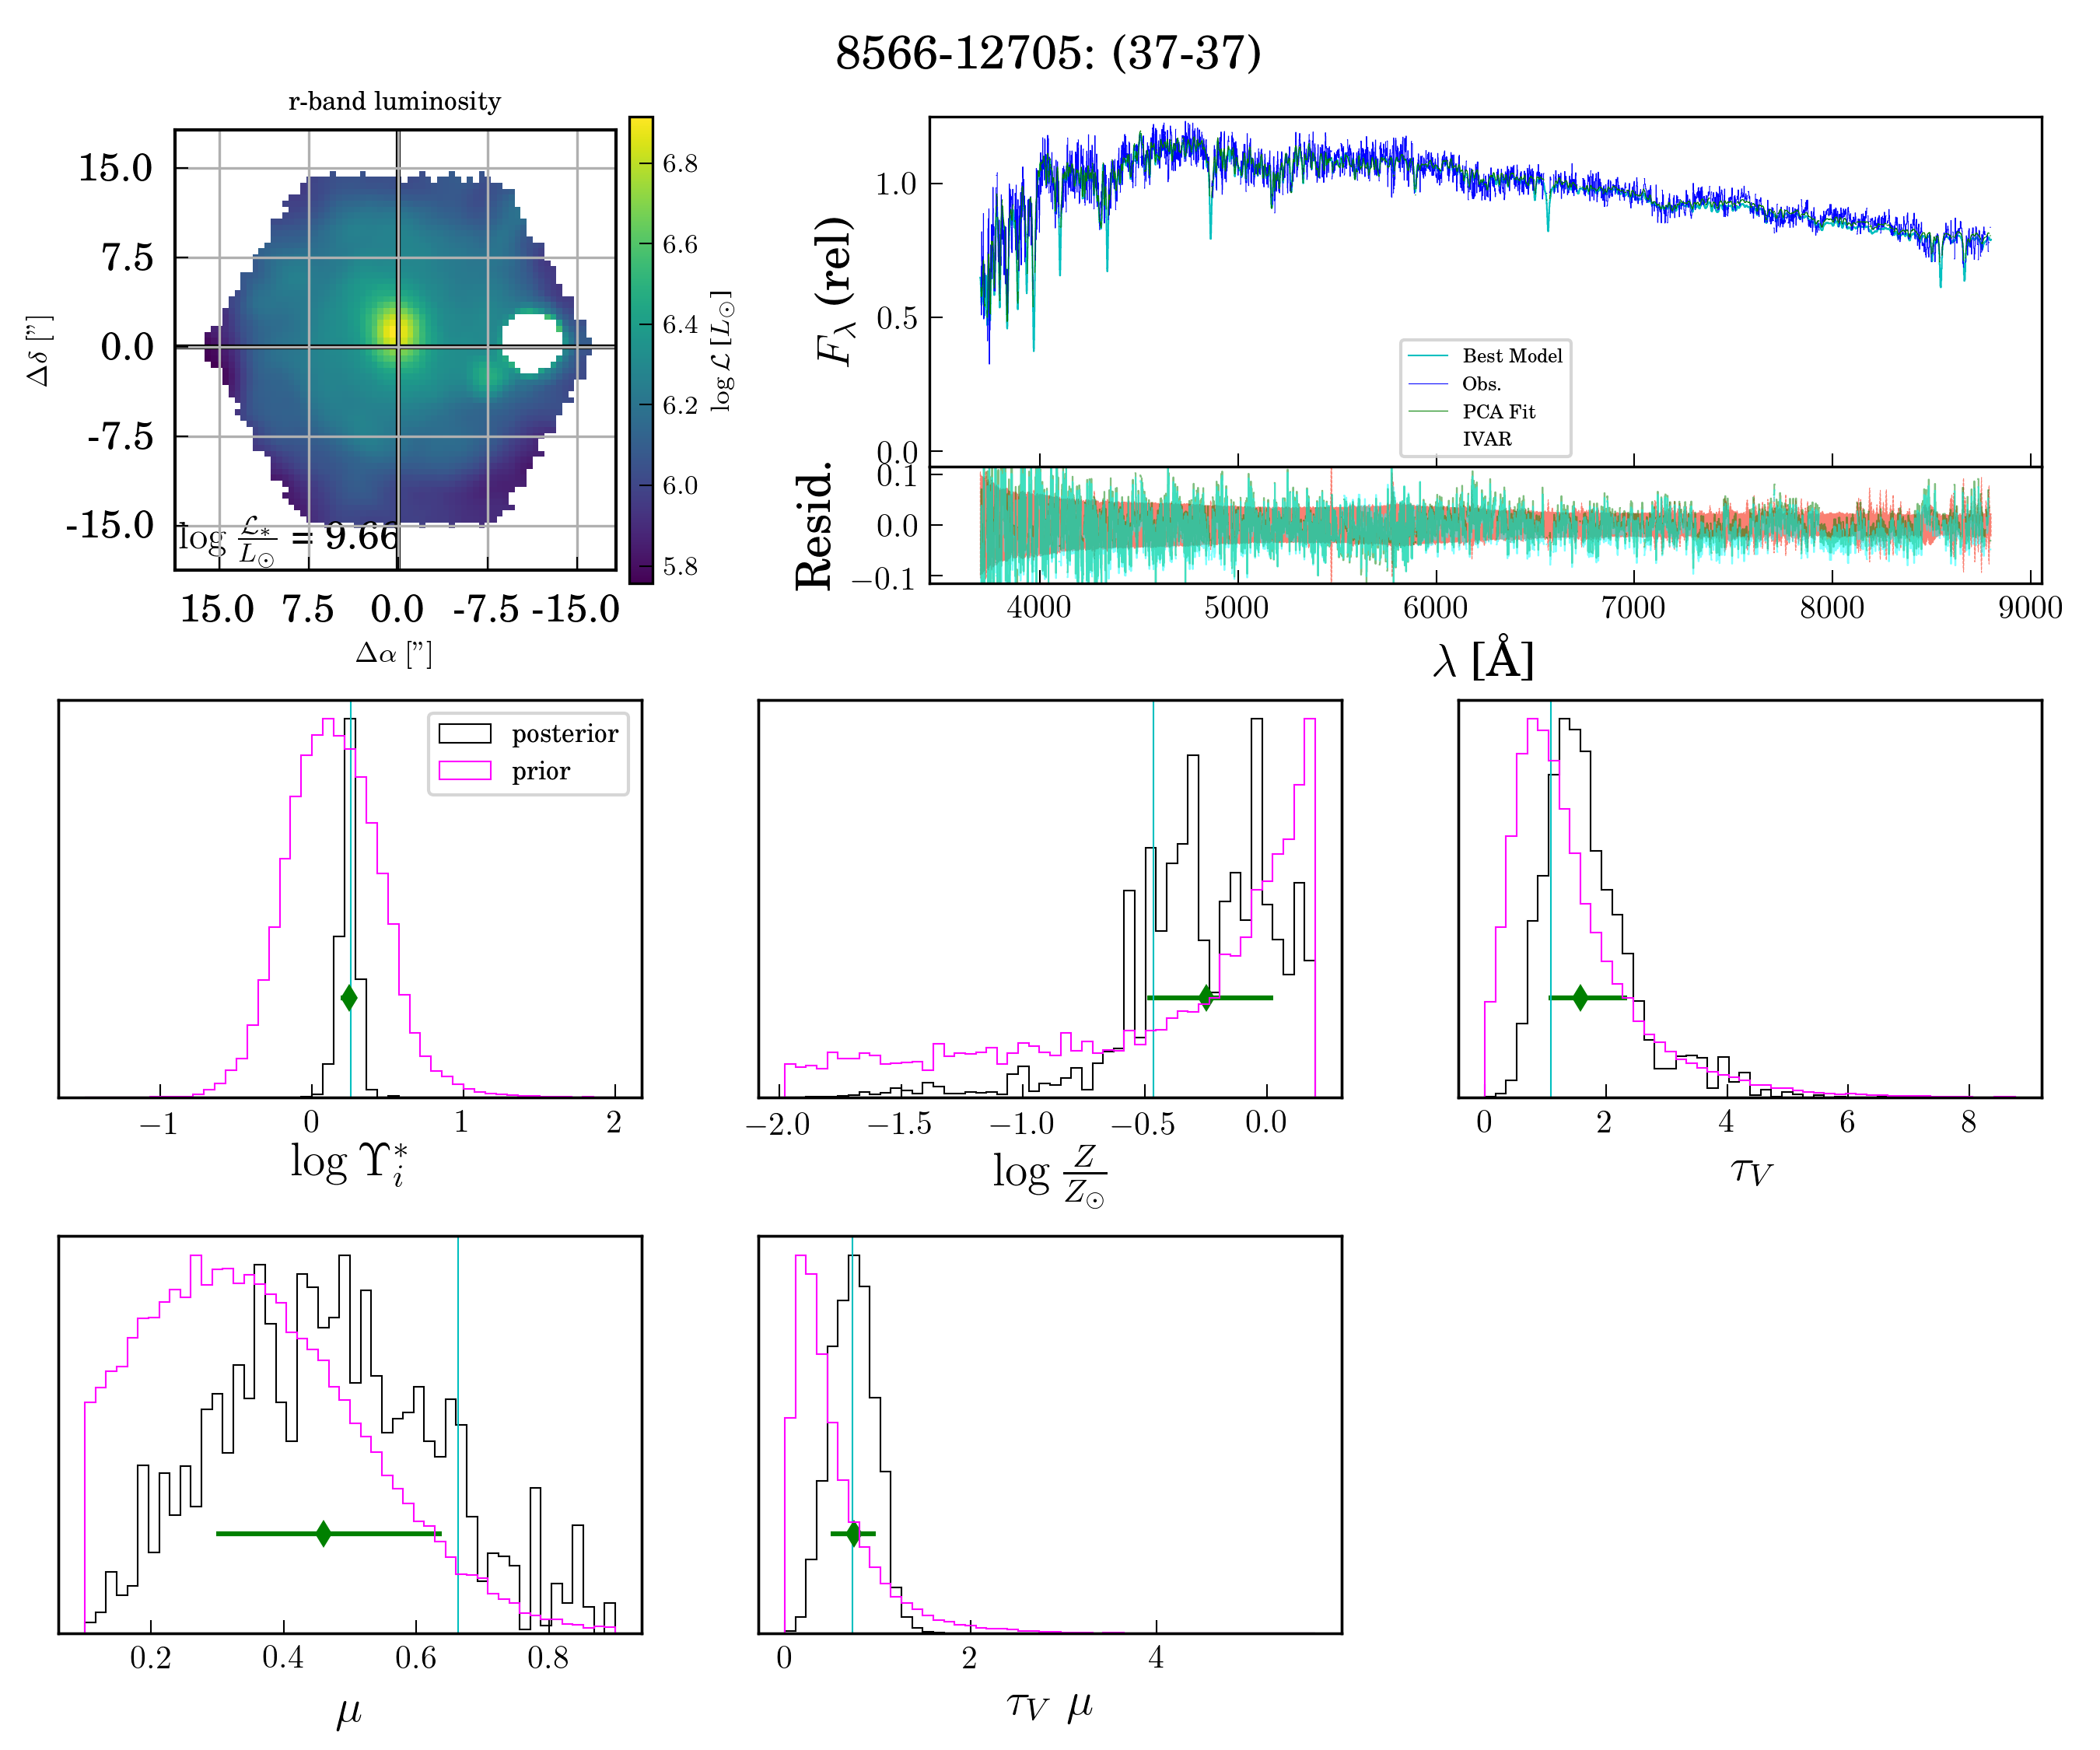 8566-12705: (37-37)
r-band luminosity
15.0
7.5
0.0
-7.5
-15.0
Δδ ["]
log 𝓛*/L⊙ = 9.66
15.0 7.5 0.0 -7.5 -15.0
Δα ["]
6.8
6.6
6.4
6.2
6.0
5.8
log 𝓛 [L⊙]
1.0
0.5
0.0
F_λ (rel)
Best Model
Obs.
PCA Fit
IVAR
0.1
0.0
−0.1
Resid.
4000 5000 6000 7000 8000 9000
λ [Å]
posterior
prior
−1 0 1 2
log Υ*_i
−2.0 −1.5 −1.0 −0.5 0.0
log Z/Z⊙
0 2 4 6 8
τ_V
0.2 0.4 0.6 0.8
μ
0 2 4
τ_V μ